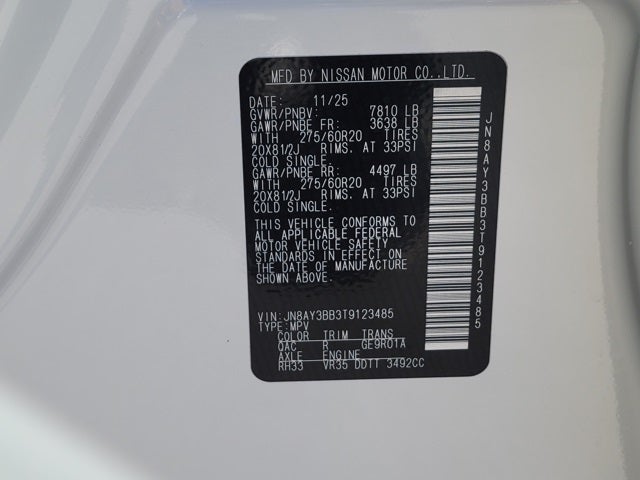 MFD BY NISSAN MOTOR CO.,LTD.
DATE: 11/25
GVWR/PNBV: 7810 LB
GAWR/PNBE FR: 3638 LB
WITH 275/60R20 TIRES
20X81/2J RIMS. AT 33PSI
COLD SINGLE.
GAWR/PNBE RR: 4497 LB
WITH 275/60R20 TIRES
20X81/2J RIMS. AT 33PSI
COLD SINGLE.
THIS VEHICLE CONFORMS TO
ALL APPLICABLE FEDERAL
MOTOR VEHICLE SAFETY
STANDARDS IN EFFECT ON
THE DATE OF MANUFACTURE
SHOWN ABOVE.
VIN: JN8AY3BB3T9123485
TYPE: MPV
COLOR TRIM TRANS
QAC R GE9R01A
AXLE ENGINE
RH33 VR35 DDTT 3492CC
JN8AY3BB3T9123485